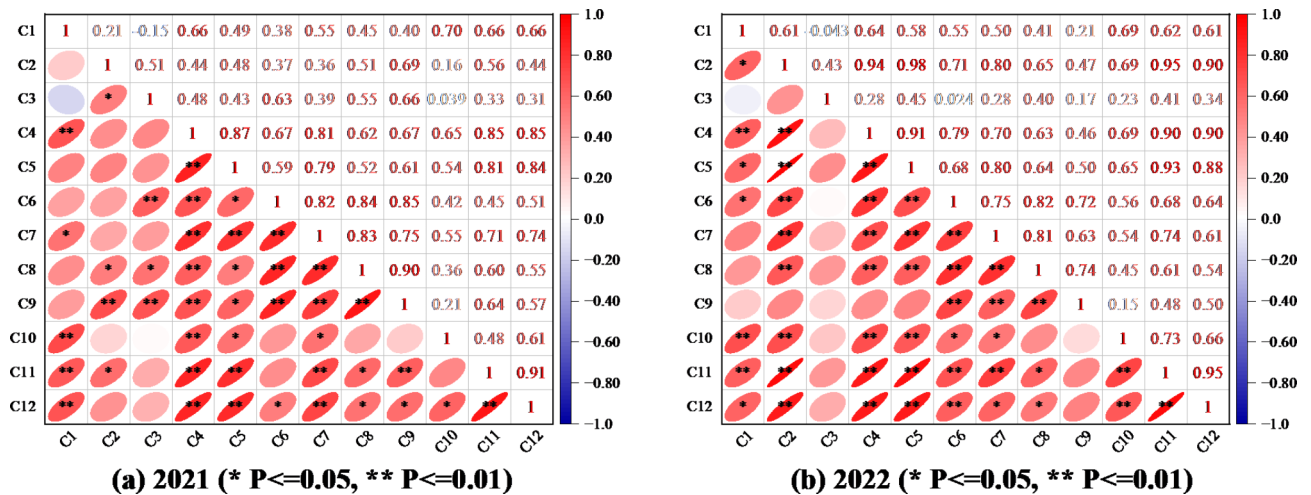 C1 1 0.21 -0.15 0.66 0.49 0.38 0.55 0.45 0.40 0.70 0.66 0.66
C2 1 0.51 0.44 0.48 0.37 0.36 0.51 0.69 0.16 0.56 0.44
C3 * 1 0.48 0.43 0.63 0.39 0.55 0.66 0.039 0.33 0.31
C4 ** 1 0.87 0.67 0.81 0.62 0.67 0.65 0.85 0.85
C5 ** 1 0.59 0.79 0.52 0.61 0.54 0.81 0.84
C6 ** ** * 1 0.82 0.84 0.85 0.42 0.45 0.51
C7 * ** ** ** 1 0.83 0.75 0.55 0.71 0.74
C8 * * ** * ** ** 1 0.90 0.36 0.60 0.55
C9 ** ** ** * ** ** ** 1 0.21 0.64 0.57
C10 ** ** * * 1 0.48 0.61
C11 ** * ** ** ** * ** 1 0.91
C12 ** ** ** * ** * * * ** 1
C1 C2 C3 C4 C5 C6 C7 C8 C9 C10 C11 C12
1.0
0.80
0.60
0.40
0.20
0.0
-0.20
-0.40
-0.60
-0.80
-1.0
(a) 2021 (* P<=0.05, ** P<=0.01)
C1 1 0.61 -0.043 0.64 0.58 0.55 0.50 0.41 0.21 0.69 0.62 0.61
C2 * 1 0.43 0.94 0.98 0.71 0.80 0.65 0.47 0.69 0.95 0.90
C3 1 0.28 0.45 0.024 0.28 0.40 0.17 0.23 0.41 0.34
C4 ** ** 1 0.91 0.79 0.70 0.63 0.46 0.69 0.90 0.90
C5 * ** ** 1 0.68 0.80 0.64 0.50 0.65 0.93 0.88
C6 * ** ** ** 1 0.75 0.82 0.72 0.56 0.68 0.64
C7 ** ** ** ** 1 0.81 0.63 0.54 0.74 0.61
C8 ** ** ** ** ** 1 0.74 0.45 0.61 0.54
C9 ** ** ** 1 0.15 0.48 0.50
C10 ** ** ** ** * * 1 0.73 0.66
C11 ** ** ** ** ** ** * ** 1 0.95
C12 * ** ** ** ** * * ** ** 1
C1 C2 C3 C4 C5 C6 C7 C8 C9 C10 C11 C12
1.0
0.80
0.60
0.40
0.20
0.0
-0.20
-0.40
-0.60
-0.80
-1.0
(b) 2022 (* P<=0.05, ** P<=0.01)